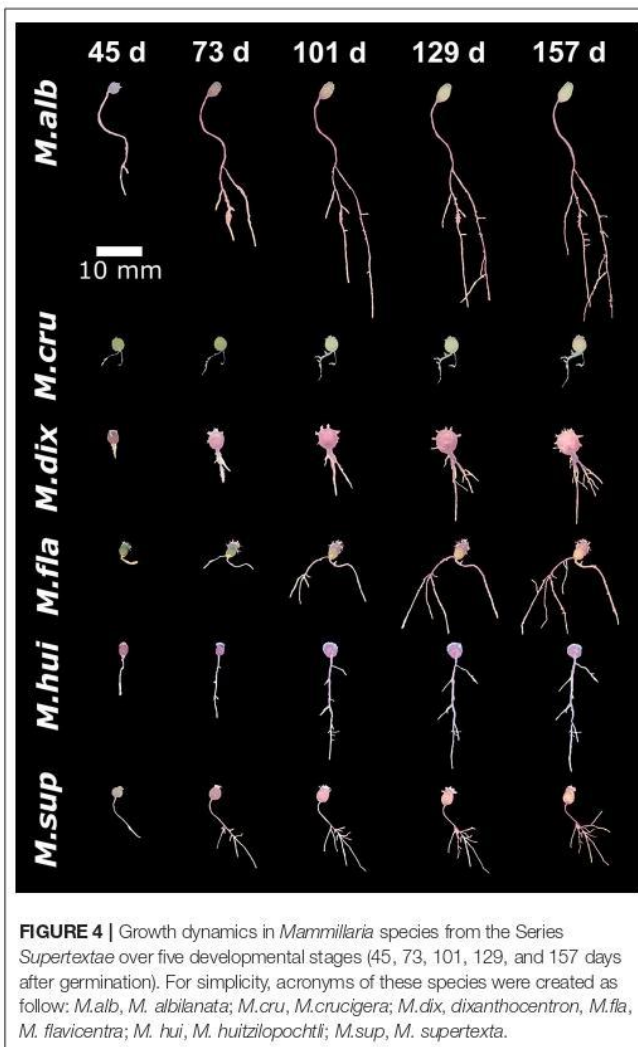 45 d 73 d 101 d 129 d 157 d
M.alb
10 mm
M.cru
M.dix
M.fla
M.hui
M.sup
FIGURE 4 | Growth dynamics in Mammillaria species from the Series
Supertextae over five developmental stages (45, 73, 101, 129, and 157 days
after germination). For simplicity, acronyms of these species were created as
follow: M.alb, M. albilanata; M.cru, M.crucigera; M.dix, dixanthocentron, M.fla,
M. flavicentra; M. hui, M. huitzilopochtli; M.sup, M. supertexta.